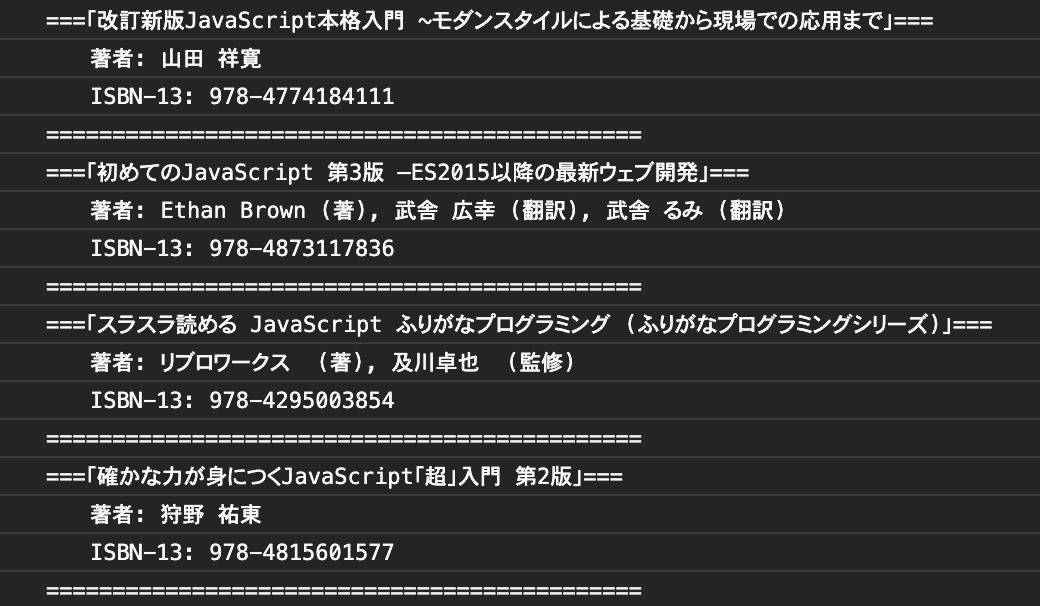 ===「改訂新版JavaScript本格入門 ~モダンスタイルによる基礎から現場での応用まで」===
著者: 山田 祥寛
ISBN-13: 978-4774184111
=============================================
===「初めてのJavaScript 第3版 ―ES2015以降の最新ウェブ開発」===
著者: Ethan Brown (著), 武舎 広幸 (翻訳), 武舎 るみ (翻訳)
ISBN-13: 978-4873117836
=============================================
===「スラスラ読める JavaScript ふりがなプログラミング (ふりがなプログラミングシリーズ)」===
著者: リブロワークス  (著), 及川卓也  (監修)
ISBN-13: 978-4295003854
=============================================
===「確かな力が身につくJavaScript「超」入門 第2版」===
著者: 狩野 祐東
ISBN-13: 978-4815601577
=============================================